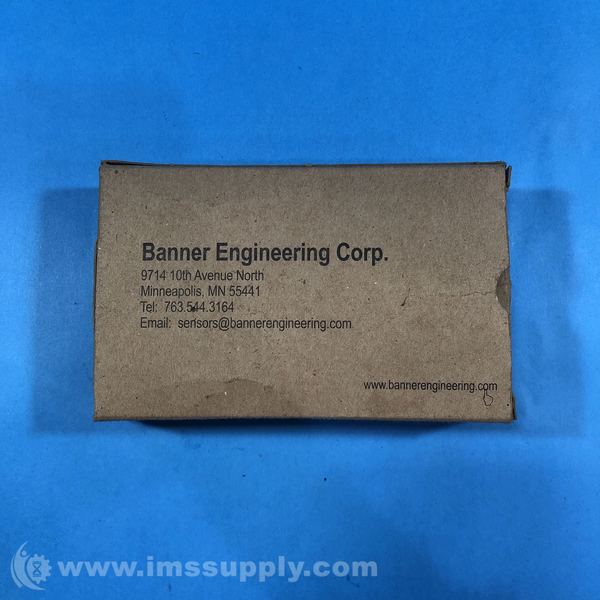 Banner Engineering Corp.
9714 10th Avenue North
Minneapolis, MN 55441
Tel: 763.544.3164
Email: sensors@bannerengineering.com
www.bannerengineering.com
www.imssupply.com